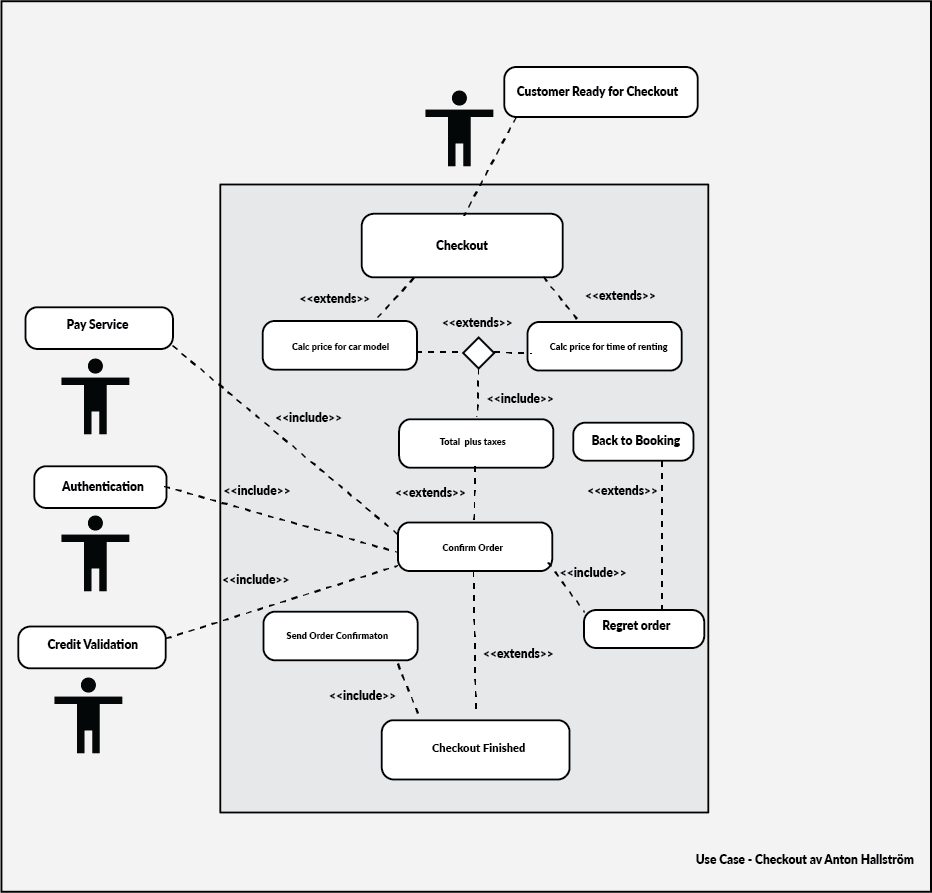 Customer Ready for Checkout
Checkout
<<extends>>
<<extends>>
Pay Service
<<extends>>
Calc price for car model
Calc price for time of renting
<<include>>
<<include>>
Total plus taxes
Back to Booking
Authentication
<<include>>
<<extends>>
<<extends>>
Confirm Order
<<include>>
<<include>>
Credit Validation
Send Order Confirmaton
Regret order
<<extends>>
<<include>>
Checkout Finished
Use Case - Checkout av Anton Hallström